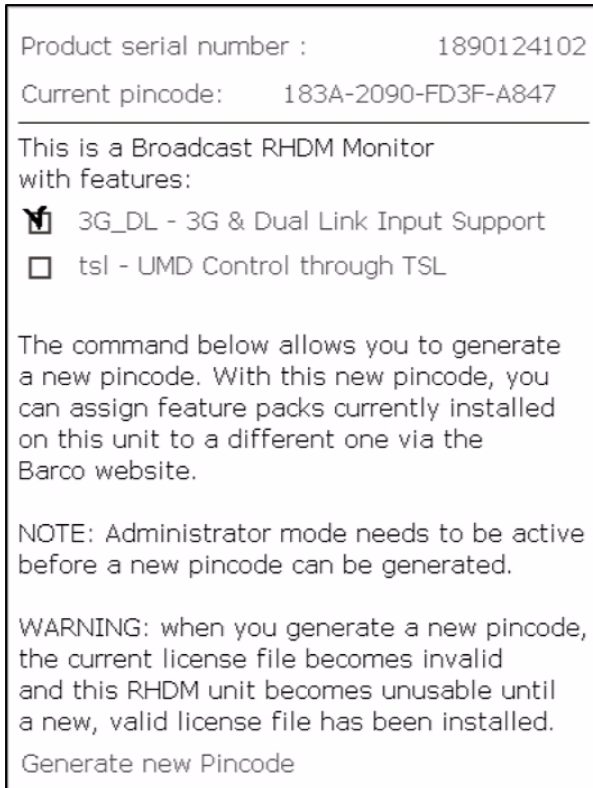 Product serial number : 1890124102
Current pincode: 183A-2090-FD3F-A847
This is a Broadcast RHDM Monitor
with features:
3G_DL - 3G & Dual Link Input Support
tsl - UMD Control through TSL
The command below allows you to generate
a new pincode. With this new pincode, you
can assign feature packs currently installed
on this unit to a different one via the
Barco website.
NOTE: Administrator mode needs to be active
before a new pincode can be generated.
WARNING: when you generate a new pincode,
the current license file becomes invalid
and this RHDM unit becomes unusable until
a new, valid license file has been installed.
Generate new Pincode